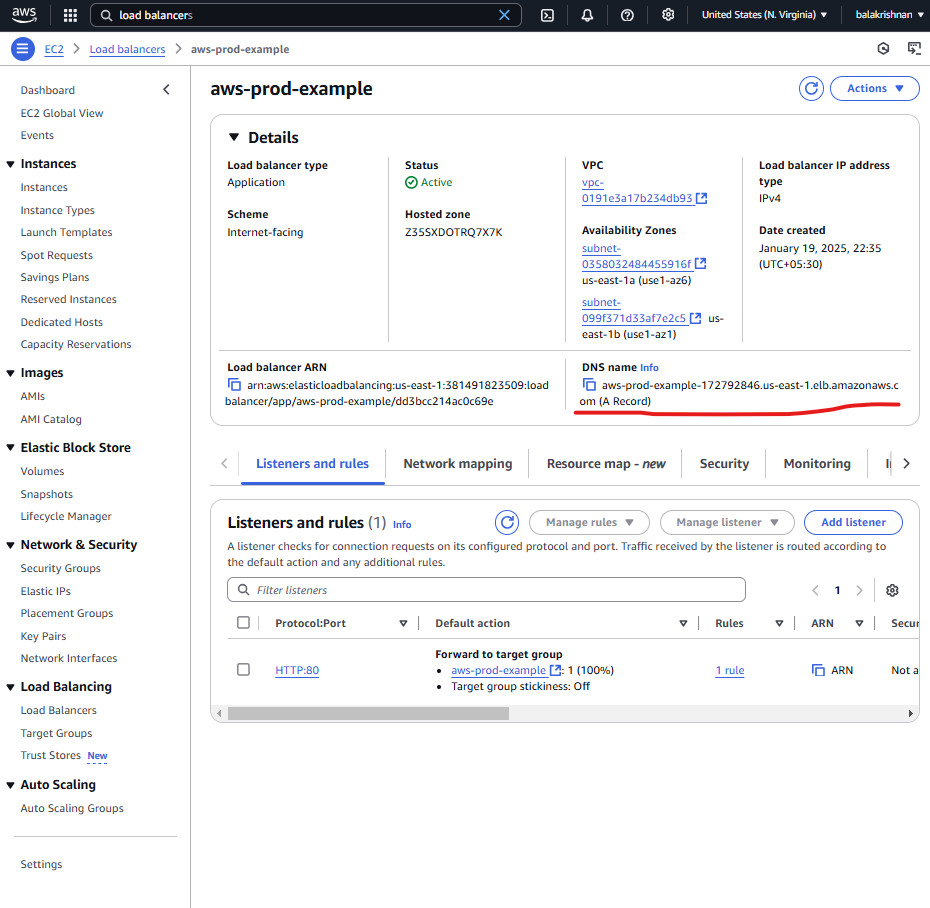 aws
load balancers
United States (N. Virginia)
balakrishnan
EC2
Load balancers
aws-prod-example
Dashboard
EC2 Global View
Events
Instances
Instances
Instance Types
Launch Templates
Spot Requests
Savings Plans
Reserved Instances
Dedicated Hosts
Capacity Reservations
Images
AMIs
AMI Catalog
Elastic Block Store
Volumes
Snapshots
Lifecycle Manager
Network & Security
Security Groups
Elastic IPs
Placement Groups
Key Pairs
Network Interfaces
Load Balancing
Load Balancers
Target Groups
Trust Stores New
Auto Scaling
Auto Scaling Groups
Settings
aws-prod-example
Actions
Details
Load balancer type
Application
Scheme
Internet-facing
Status
Active
Hosted zone
Z35SXDOTRQ7X7K
VPC
vpc-
0191e3a17b234db93
Availability Zones
subnet-
0358032484455916f
us-east-1a (use1-az6)
subnet-
099f371d33af7e2c5 us-
east-1b (use1-az1)
Load balancer IP address
type
IPv4
Date created
January 19, 2025, 22:35
(UTC+05:30)
Load balancer ARN
arn:aws:elasticloadbalancing:us-east-1:381491823509:load
balancer/app/aws-prod-example/dd3bcc214ac0c69e
DNS name Info
aws-prod-example-172792846.us-east-1.elb.amazonaws.c
om (A Record)
Listeners and rules
Network mapping
Resource map - new
Security
Monitoring
Listeners and rules (1) Info
Manage rules
Manage listener
Add listener
A listener checks for connection requests on its configured protocol and port. Traffic received by the listener is routed according to
the default action and any additional rules.
Filter listeners
1
Protocol:Port
Default action
Rules
ARN
Secur
HTTP:80
Forward to target group
• aws-prod-example : 1 (100%)
• Target group stickiness: Off
1 rule
ARN
Not a